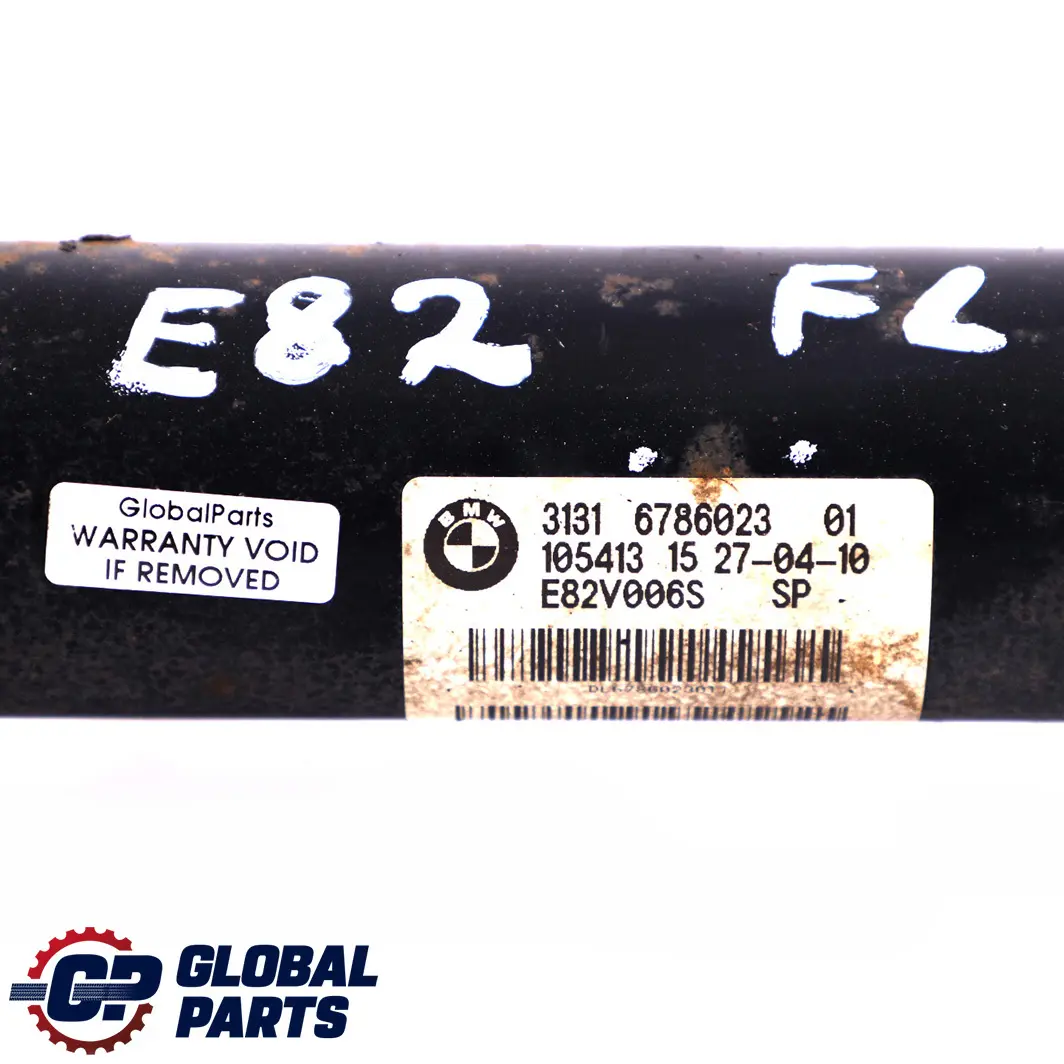 E82 FL
GlobalParts
WARRANTY VOID
IF REMOVED
BMW
3131 6786023 01
105413 15 27-04-10
E82V006S SP
GP GLOBAL
PARTS